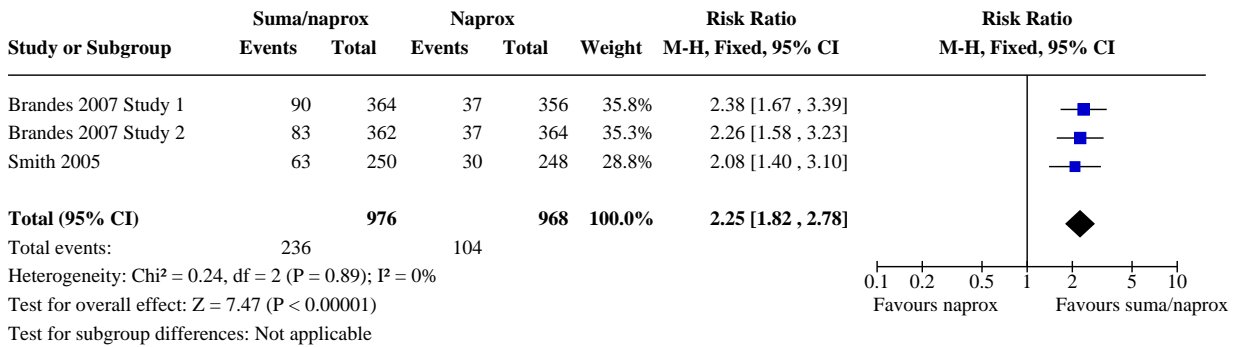 Suma/naprox Naprox Risk Ratio Risk Ratio
Study or Subgroup Events Total Events Total Weight M-H, Fixed, 95% CI M-H, Fixed, 95% CI
Brandes 2007 Study 1 90 364 37 356 35.8% 2.38 [1.67 , 3.39]
Brandes 2007 Study 2 83 362 37 364 35.3% 2.26 [1.58 , 3.23]
Smith 2005 63 250 30 248 28.8% 2.08 [1.40 , 3.10]
Total (95% CI) 976 968 100.0% 2.25 [1.82 , 2.78]
Total events: 236 104
Heterogeneity: Chi² = 0.24, df = 2 (P = 0.89); I² = 0%
0.1 0.2 0.5 1 2 5 10
Test for overall effect: Z = 7.47 (P < 0.00001)
Favours naprox Favours suma/naprox
Test for subgroup differences: Not applicable